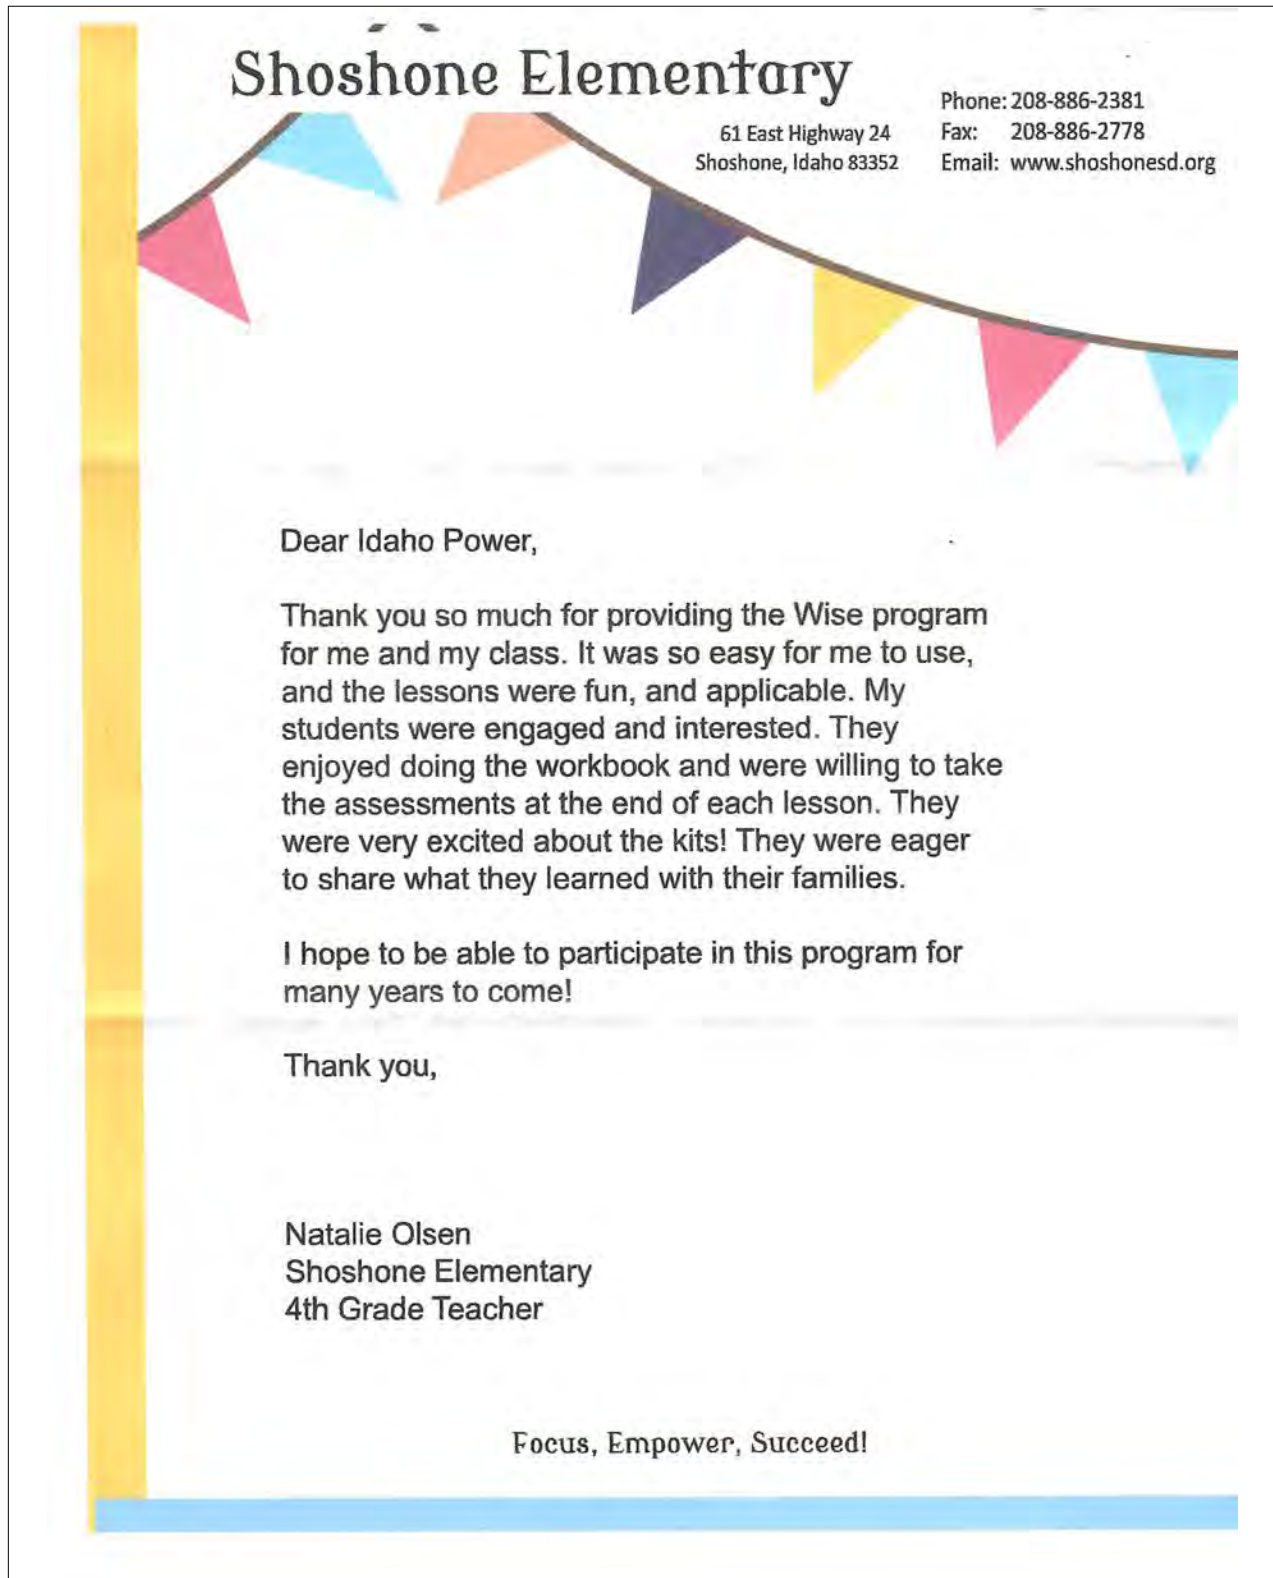 Shoshone Elementary
61 East Highway 24
Shoshone, Idaho 83352
Phone: 208-886-2381
Fax: 208-886-2778
Email: www.shoshonesd.org
Dear Idaho Power,
Thank you so much for providing the Wise program
for me and my class. It was so easy for me to use,
and the lessons were fun, and applicable. My
students were engaged and interested. They
enjoyed doing the workbook and were willing to take
the assessments at the end of each lesson. They
were very excited about the kits! They were eager
to share what they learned with their families.
I hope to be able to participate in this program for
many years to come!
Thank you,
Natalie Olsen
Shoshone Elementary
4th Grade Teacher
Focus, Empower, Succeed!